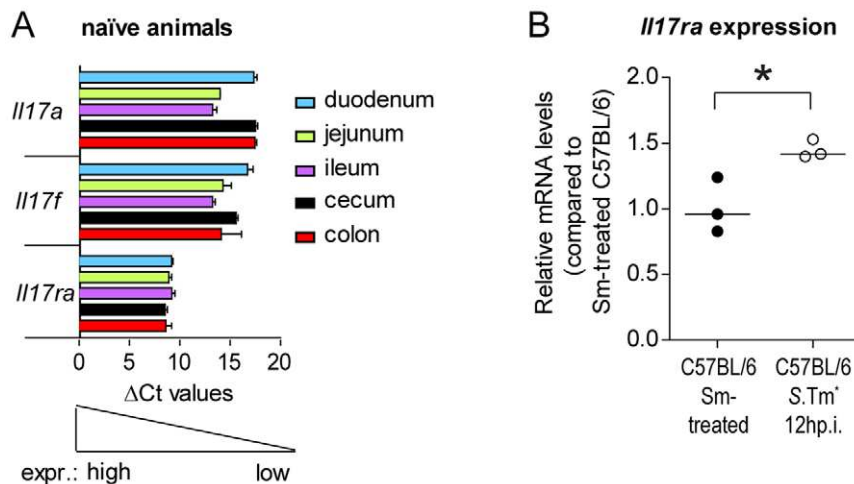 A
naïve animals
Il17a
Il17f
Il17ra
0 5 10 15 20
ΔCt values
expr.: high low
duodenum
jejunum
ileum
cecum
colon
B
Il17ra expression
Relative mRNA levels
(compared to
Sm-treated C57BL/6)
2.0
1.5
1.0
0.5
0.0
*
C57BL/6
Sm-
treated
C57BL/6
S.Tm*
12hp.i.